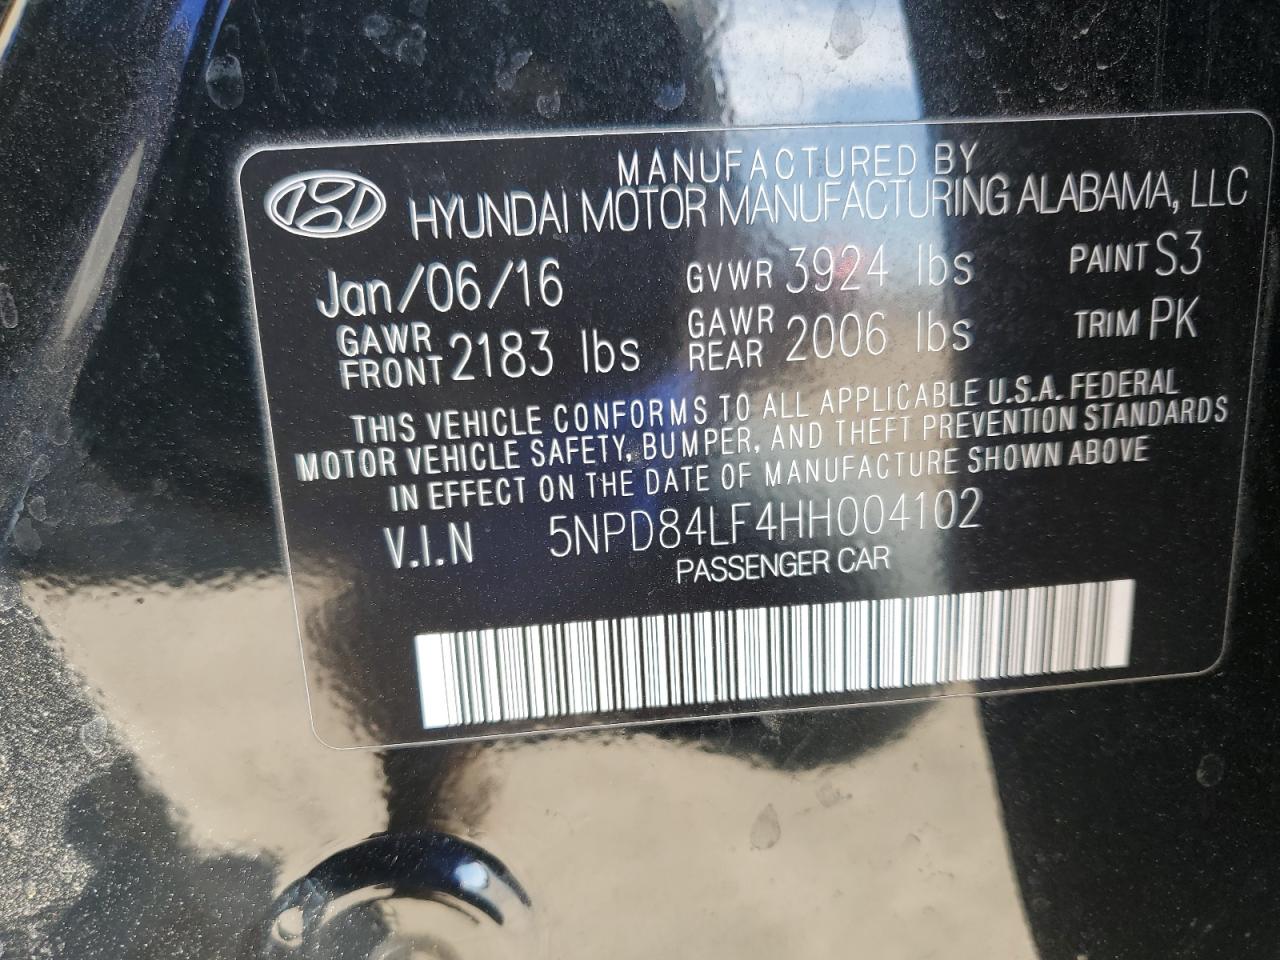 MANUFACTURED BY
HYUNDAI MOTOR MANUFACTURING ALABAMA, LLC
Jan/06/16 GVWR 3924 lbs PAINT S3
GAWR FRONT 2183 lbs GAWR REAR 2006 lbs TRIM PK
THIS VEHICLE CONFORMS TO ALL APPLICABLE U.S.A. FEDERAL
MOTOR VEHICLE SAFETY, BUMPER, AND THEFT PREVENTION STANDARDS
IN EFFECT ON THE DATE OF MANUFACTURE SHOWN ABOVE
V.I.N 5NPD84LF4HH004102
PASSENGER CAR